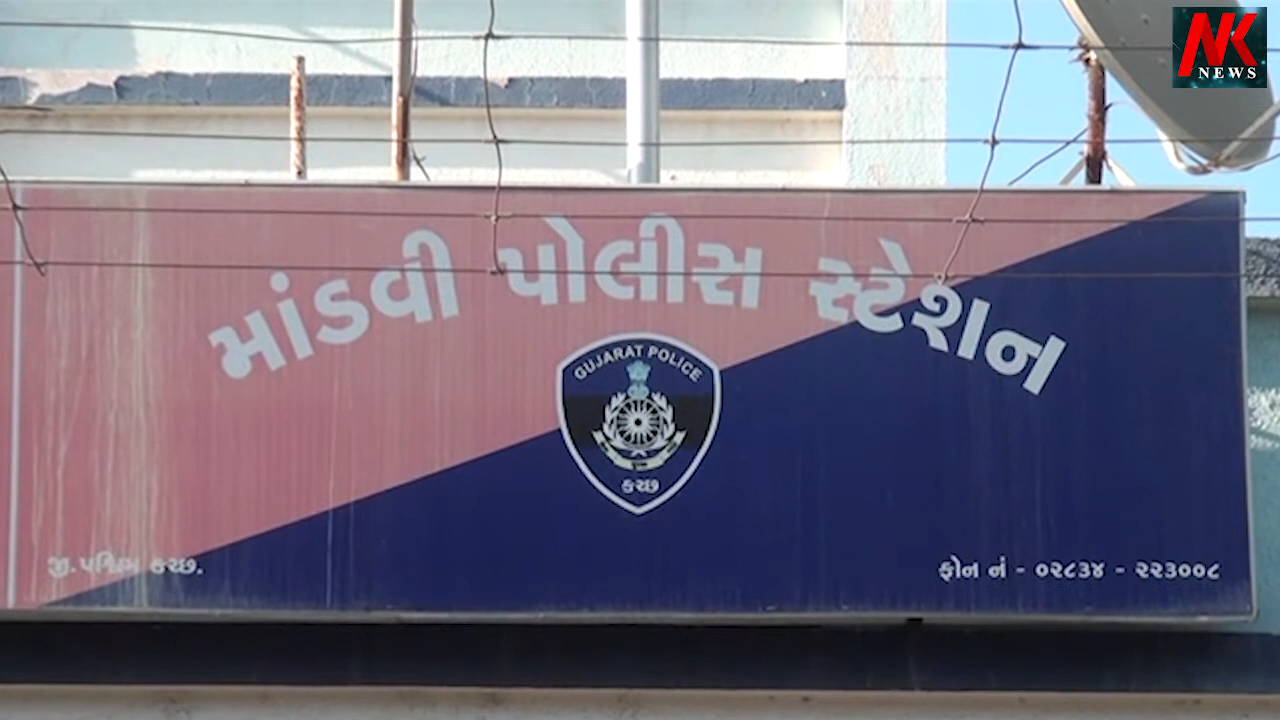 NK
NEWS
માંડવી પોલીસ સ્ટેશન
GUJARAT POLICE
કચ્છ
જી.પશ્ચિમ કચ્છ.
ફોન નં - ૦૨૮૩૪ - ૨૨૩૦૦૮